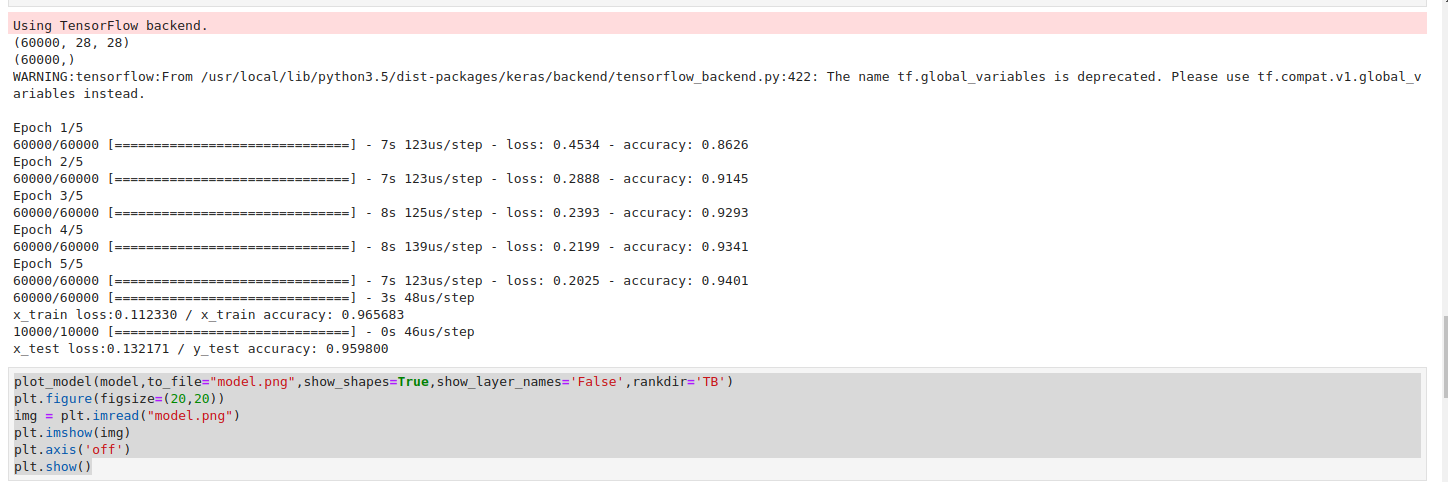 Using TensorFlow backend.
(60000, 28, 28)
(60000,)
WARNING:tensorflow:From /usr/local/lib/python3.5/dist-packages/keras/backend/tensorflow_backend.py:422: The name tf.global_variables is deprecated. Please use tf.compat.v1.global_v
ariables instead.
Epoch 1/5
60000/60000 [==============================] - 7s 123us/step - loss: 0.4534 - accuracy: 0.8626
Epoch 2/5
60000/60000 [==============================] - 7s 123us/step - loss: 0.2888 - accuracy: 0.9145
Epoch 3/5
60000/60000 [==============================] - 8s 125us/step - loss: 0.2393 - accuracy: 0.9293
Epoch 4/5
60000/60000 [==============================] - 8s 139us/step - loss: 0.2199 - accuracy: 0.9341
Epoch 5/5
60000/60000 [==============================] - 7s 123us/step - loss: 0.2025 - accuracy: 0.9401
60000/60000 [==============================] - 3s 48us/step
x_train loss:0.112330 / x_train accuracy: 0.965683
10000/10000 [==============================] - 0s 46us/step
x_test loss:0.132171 / y_test accuracy: 0.959800
plot_model(model,to_file="model.png",show_shapes=True,show_layer_names='False',rankdir='TB')
plt.figure(figsize=(20,20))
img = plt.imread("model.png")
plt.imshow(img)
plt.axis('off')
plt.show()